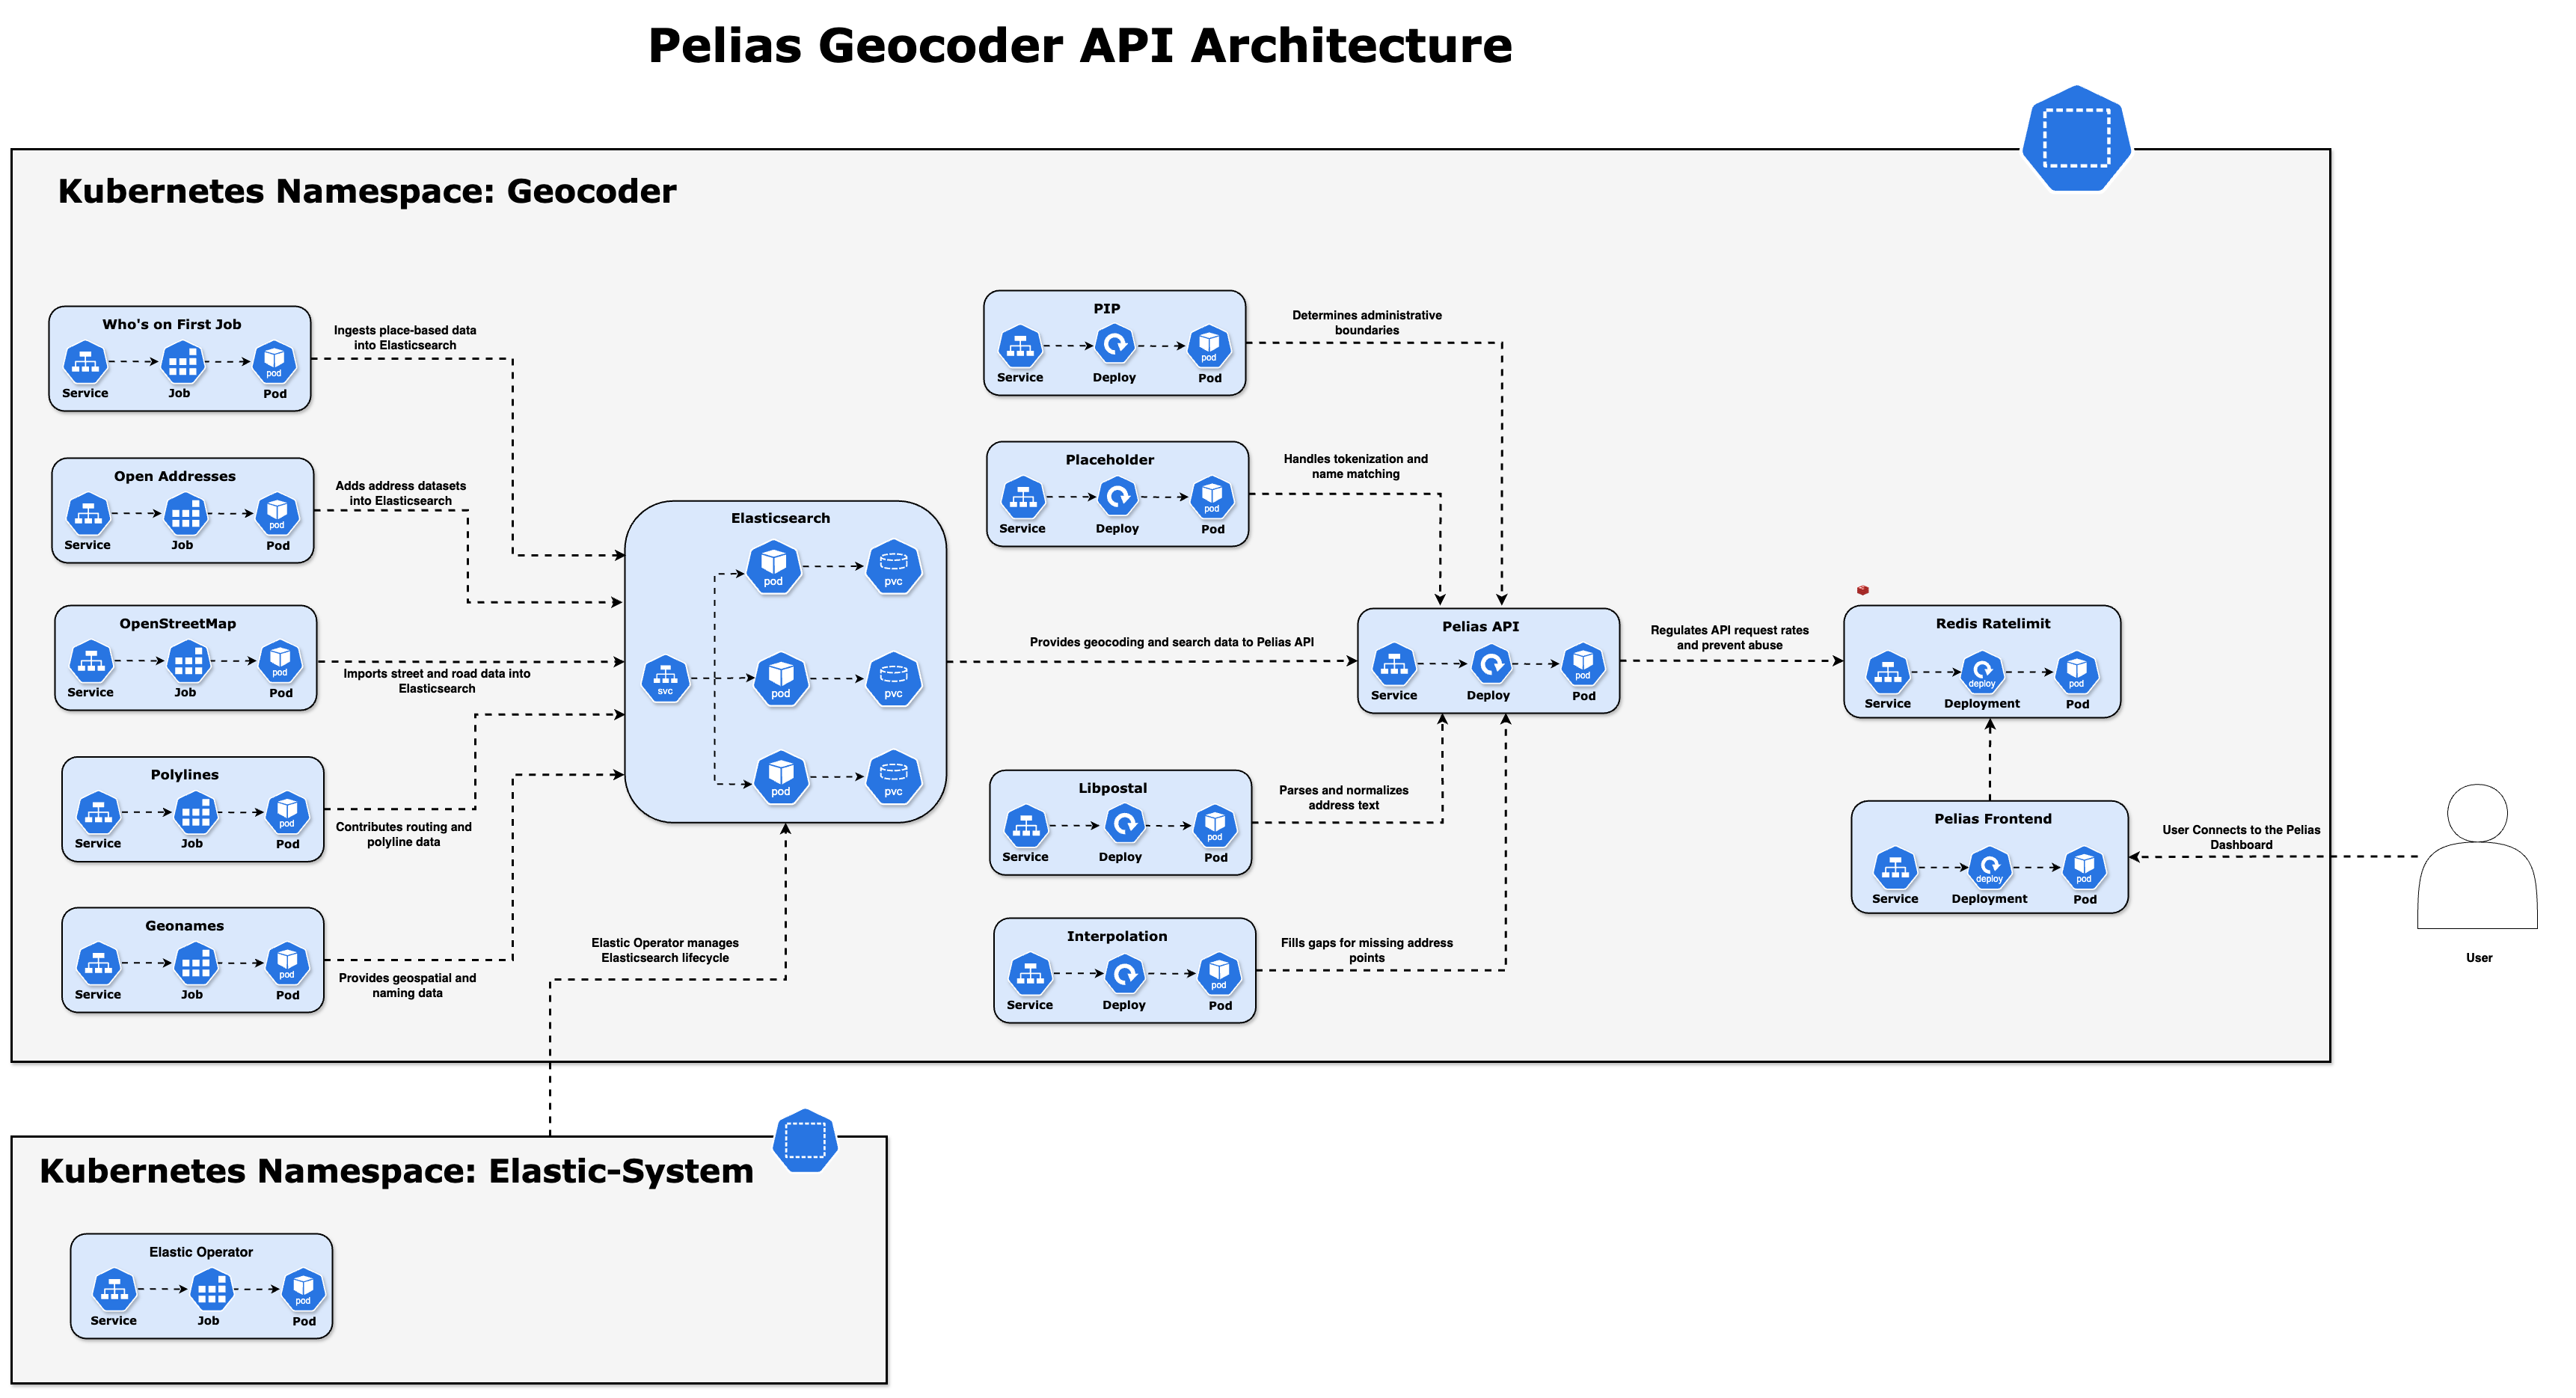 Pelias Geocoder API Architecture
Kubernetes Namespace: Geocoder
Who's on First Job
pod
Service
Job
Pod
Ingests place-based data
into Elasticsearch
Open Addresses
pod
Service
Job
Pod
Adds address datasets
into Elasticsearch
OpenStreetMap
pod
Service
Job
Pod
Imports street and road data into
Elasticsearch
Polylines
pod
Service
Job
Pod
Contributes routing and
polyline data
Geonames
pod
Service
Job
Pod
Provides geospatial and
naming data
Elasticsearch
pod
pvc
svc
pod
pvc
pod
pvc
Elastic Operator manages
Elasticsearch lifecycle
PIP
pod
Service
Deploy
Pod
Determines administrative
boundaries
Placeholder
pod
Service
Deploy
Pod
Handles tokenization and
name matching
Provides geocoding and search data to Pelias API
Libpostal
pod
Service
Deploy
Pod
Parses and normalizes
address text
Interpolation
pod
Service
Deploy
Pod
Fills gaps for missing address
points
Pelias API
pod
Service
Deploy
Pod
Regulates API request rates
and prevent abuse
Redis Ratelimit
deploy
pod
Service
Deployment
Pod
Pelias Frontend
deploy
pod
Service
Deployment
Pod
User Connects to the Pelias
Dashboard
User
Kubernetes Namespace: Elastic-System
Elastic Operator
pod
Service
Job
Pod